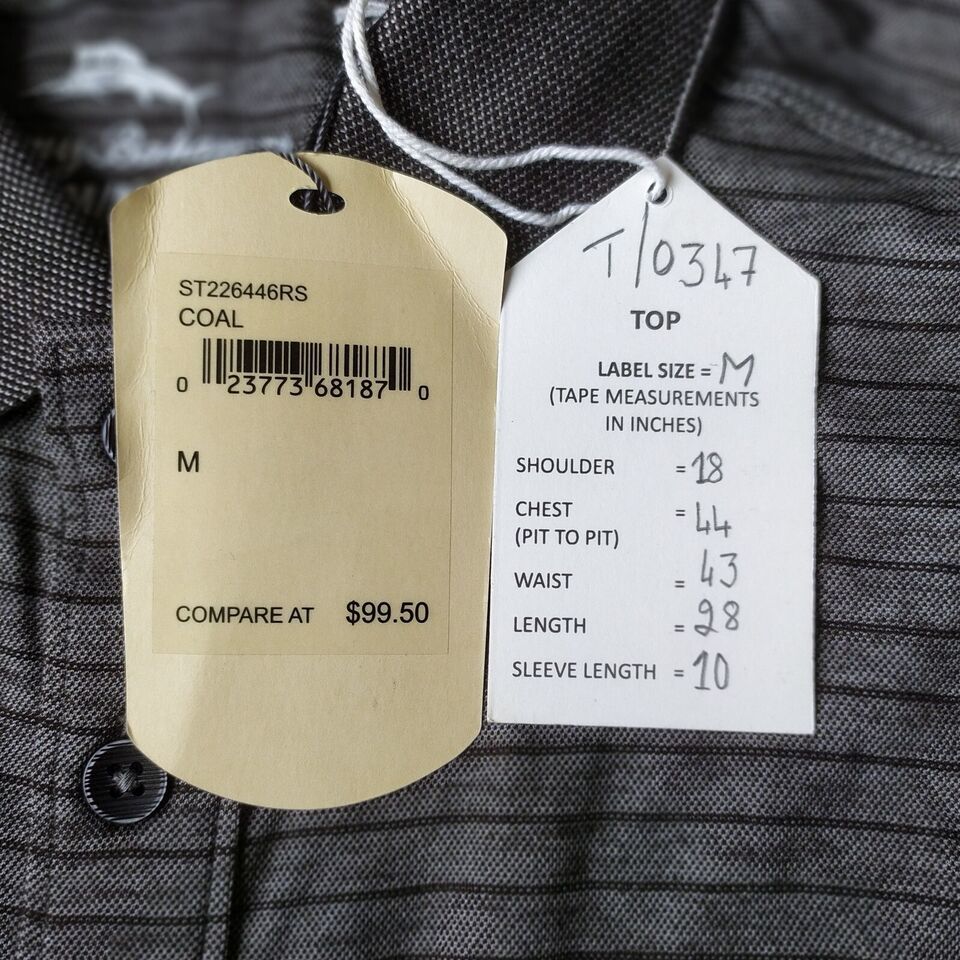 ST226446RS
COAL
0 23773 68187 0
M
COMPARE AT $99.50
T/0347
TOP
LABEL SIZE = M
(TAPE MEASUREMENTS
IN INCHES)
SHOULDER = 18
CHEST = 44
(PIT TO PIT)
WAIST = 43
LENGTH = 28
SLEEVE LENGTH = 10